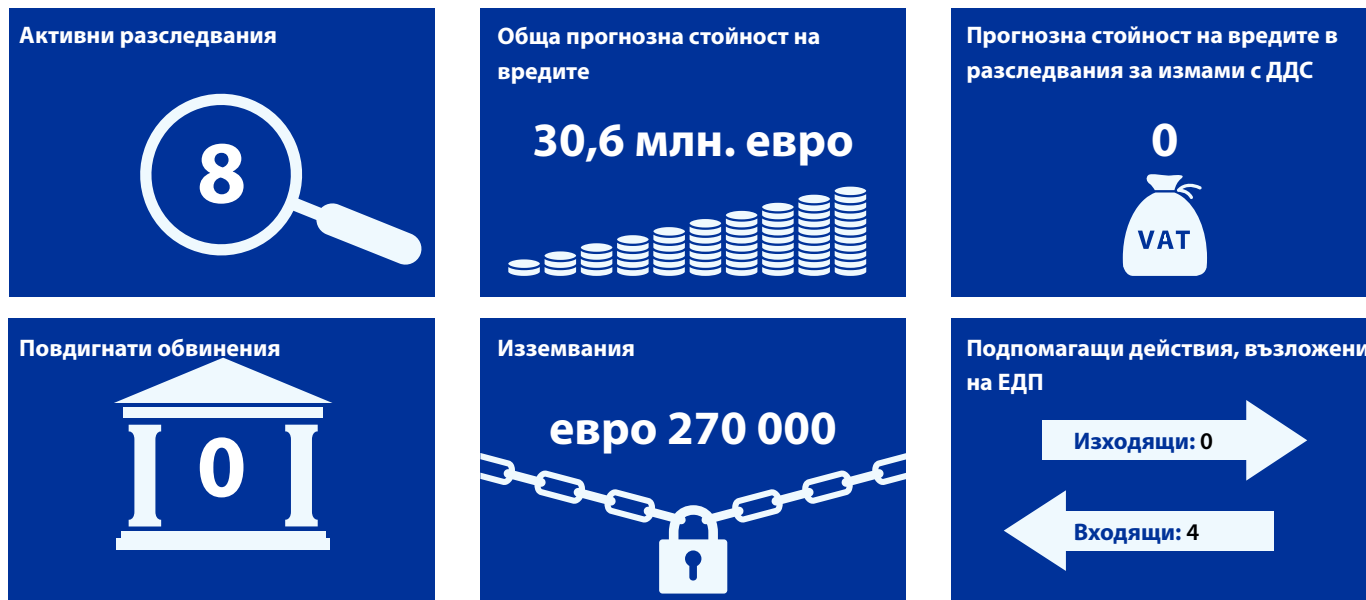 Активни разследвания
8
Обща прогнозна стойност на
вредите
30,6 млн. евро
Прогнозна стойност на вредите в
разследвания за измами с ДДС
0
VAT
Повдигнати обвинения
0
Изземвания
евро 270 000
Подпомагащи действия, възложени
на ЕДП
Изходящи: 0
Входящи: 4